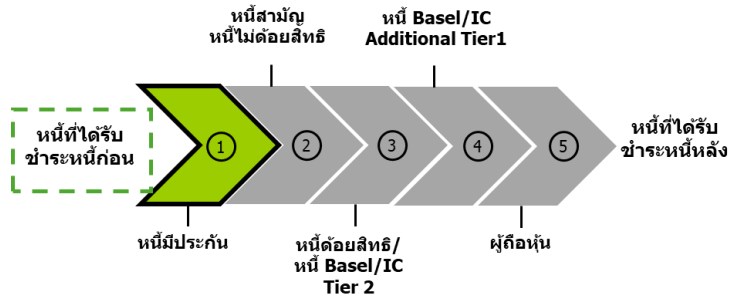 หนี้สามัญ
หนี้ไม่ด้อยสิทธิ
หนี้ Basel/IC
Additional Tier1
หนี้ที่ได้รับ
ชำระหนี้ก่อน
1
2
3
4
5
หนี้ที่ได้รับ
ชำระหนี้หลัง
หนี้มีประกัน
หนี้ด้อยสิทธิ/
หนี้ Basel/IC
Tier 2
ผู้ถือหุ้น